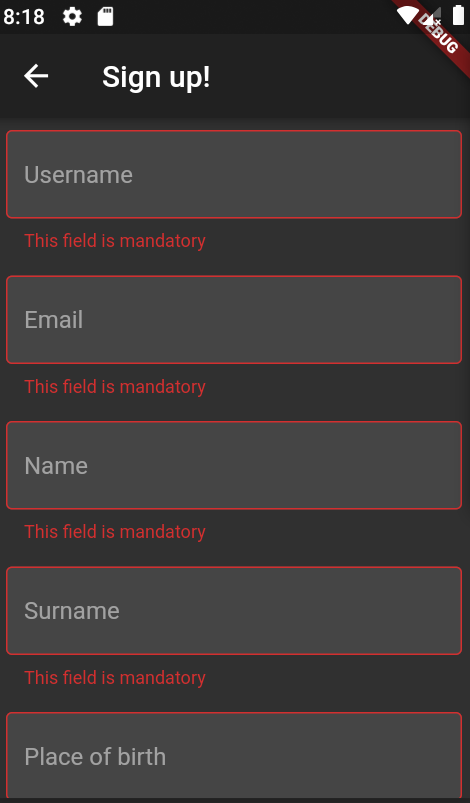 8:18
DEBUG
Sign up!
Username
This field is mandatory
Email
This field is mandatory
Name
This field is mandatory
Surname
This field is mandatory
Place of birth